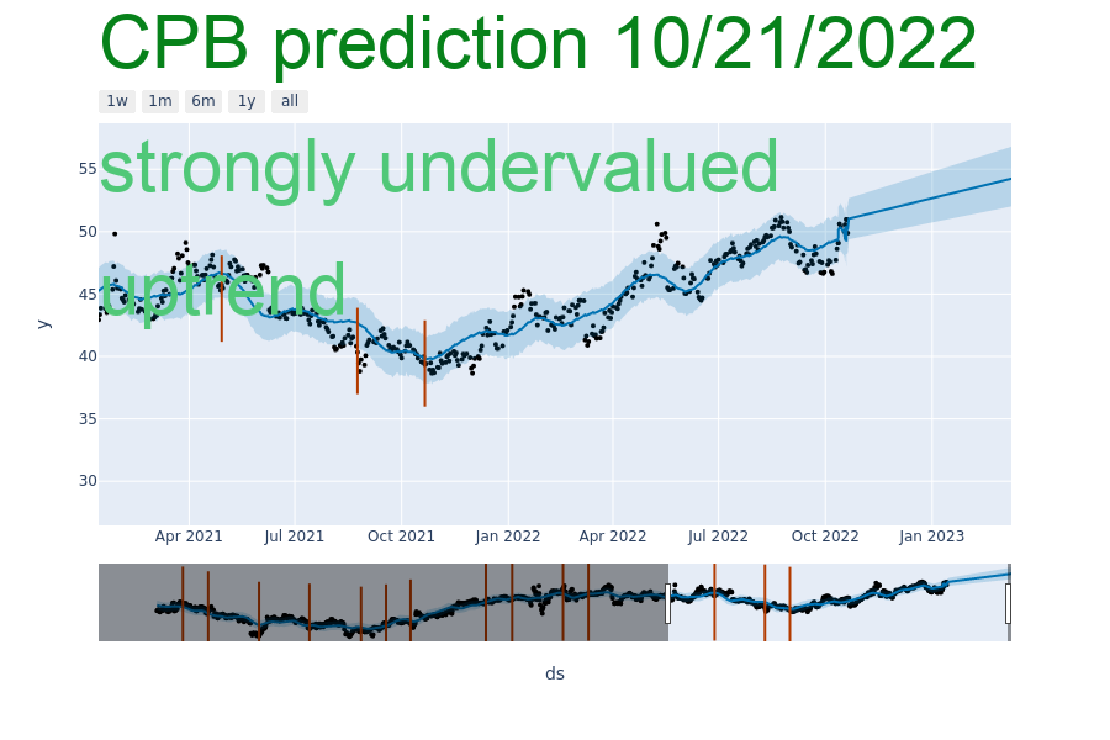 CPB prediction 10/21/2022
1w 1m 6m 1y all
strongly undervalued
uptrend
55
50
45
40
35
30
y
Apr 2021 Jul 2021 Oct 2021 Jan 2022 Apr 2022 Jul 2022 Oct 2022 Jan 2023
ds